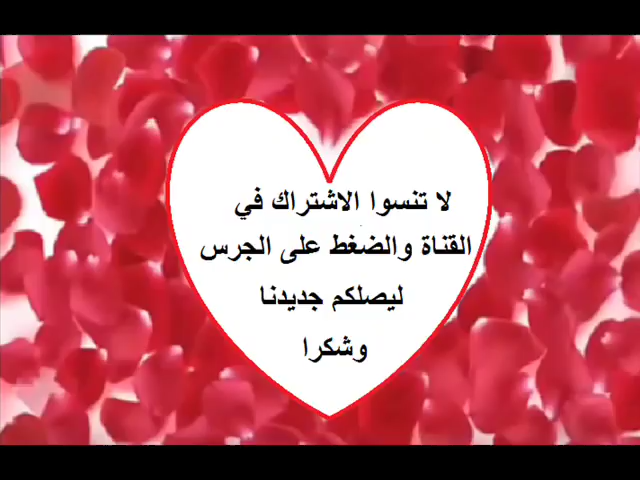 لا تنسوا الاشتراك في
القناة والضغط على الجرس
ليصلكم جديدنا
وشكرا